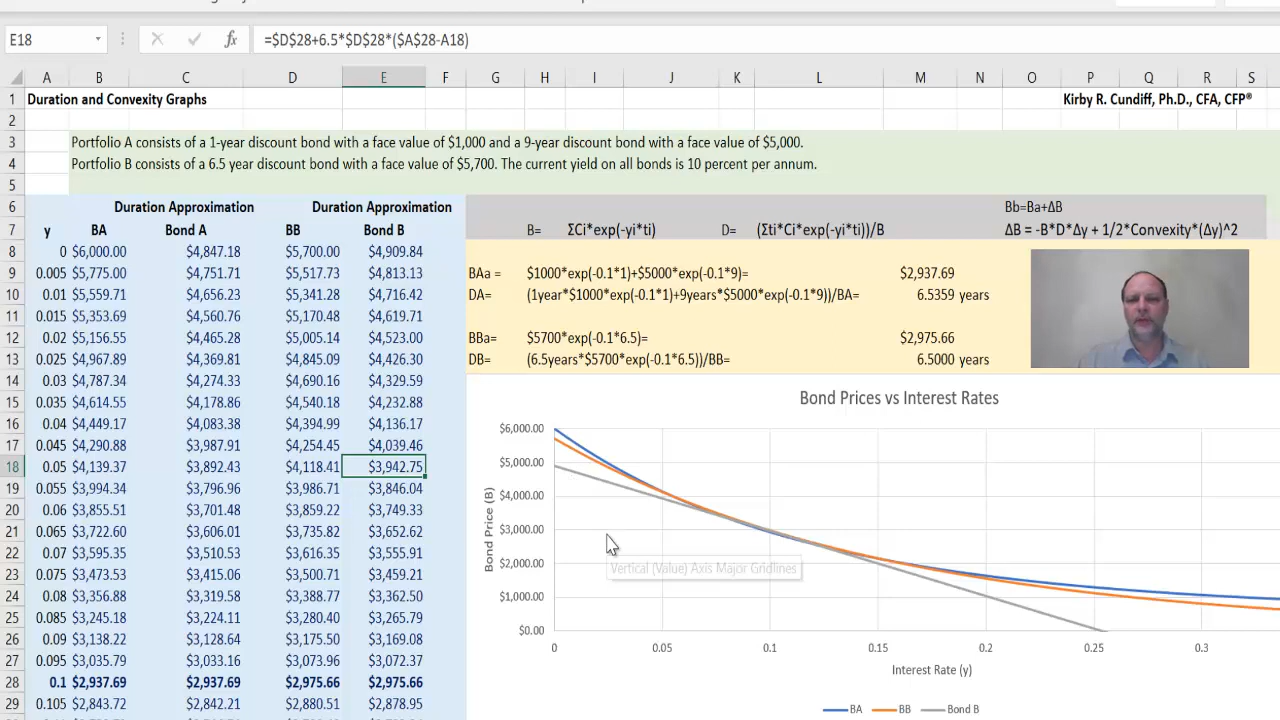 E18 fx =$D$28+6.5*$D$28*($A$28-A18)
A B C D E F G H I J K L M N O P Q R S
1 Duration and Convexity Graphs Kirby R. Cundiff, Ph.D., CFA, CFP®
2
3 Portfolio A consists of a 1-year discount bond with a face value of $1,000 and a 9-year discount bond with a face value of $5,000.
4 Portfolio B consists of a 6.5 year discount bond with a face value of $5,700. The current yield on all bonds is 10 percent per annum.
5
6 Duration Approximation Duration Approximation Bb=Ba+ΔB
7 y BA Bond A BB Bond B B= ΣCi*exp(-yi*ti) D= (Σti*Ci*exp(-yi*ti))/B ΔB = -B*D*Δy + 1/2*Convexity*(Δy)^2
8 0 $6,000.00 $4,847.18 $5,700.00 $4,909.84
9 0.005 $5,775.00 $4,751.71 $5,517.73 $4,813.13 BAa = $1000*exp(-0.1*1)+$5000*exp(-0.1*9)= $2,937.69
10 0.01 $5,559.71 $4,656.23 $5,341.28 $4,716.42 DA= (1year*$1000*exp(-0.1*1)+9years*$5000*exp(-0.1*9))/BA= 6.5359 years
11 0.015 $5,353.69 $4,560.76 $5,170.48 $4,619.71
12 0.02 $5,156.55 $4,465.28 $5,005.14 $4,523.00 BBa= $5700*exp(-0.1*6.5)= $2,975.66
13 0.025 $4,967.89 $4,369.81 $4,845.09 $4,426.30 DB= (6.5years*$5700*exp(-0.1*6.5))/BB= 6.5000 years
14 0.03 $4,787.34 $4,274.33 $4,690.16 $4,329.59
15 0.035 $4,614.55 $4,178.86 $4,540.18 $4,232.88
16 0.04 $4,449.17 $4,083.38 $4,394.99 $4,136.17
17 0.045 $4,290.88 $3,987.91 $4,254.45 $4,039.46
18 0.05 $4,139.37 $3,892.43 $4,118.41 $3,942.75
19 0.055 $3,994.34 $3,796.96 $3,986.71 $3,846.04
20 0.06 $3,855.51 $3,701.48 $3,859.22 $3,749.33
21 0.065 $3,722.60 $3,606.01 $3,735.82 $3,652.62
22 0.07 $3,595.35 $3,510.53 $3,616.35 $3,555.91
23 0.075 $3,473.53 $3,415.06 $3,500.71 $3,459.21
24 0.08 $3,356.88 $3,319.58 $3,388.77 $3,362.50
25 0.085 $3,245.18 $3,224.11 $3,280.40 $3,265.79
26 0.09 $3,138.22 $3,128.64 $3,175.50 $3,169.08
27 0.095 $3,035.79 $3,033.16 $3,073.96 $3,072.37
28 0.1 $2,937.69 $2,937.69 $2,975.66 $2,975.66
29 0.105 $2,843.72 $2,842.21 $2,880.51 $2,878.95
Bond Prices vs Interest Rates
Bond Price (B)
$6,000.00
$5,000.00
$4,000.00
$3,000.00
$2,000.00
$1,000.00
$0.00
Vertical (Value) Axis Major Gridlines
0 0.05 0.1 0.15 0.2 0.25 0.3
Interest Rate (y)
BA BB Bond B